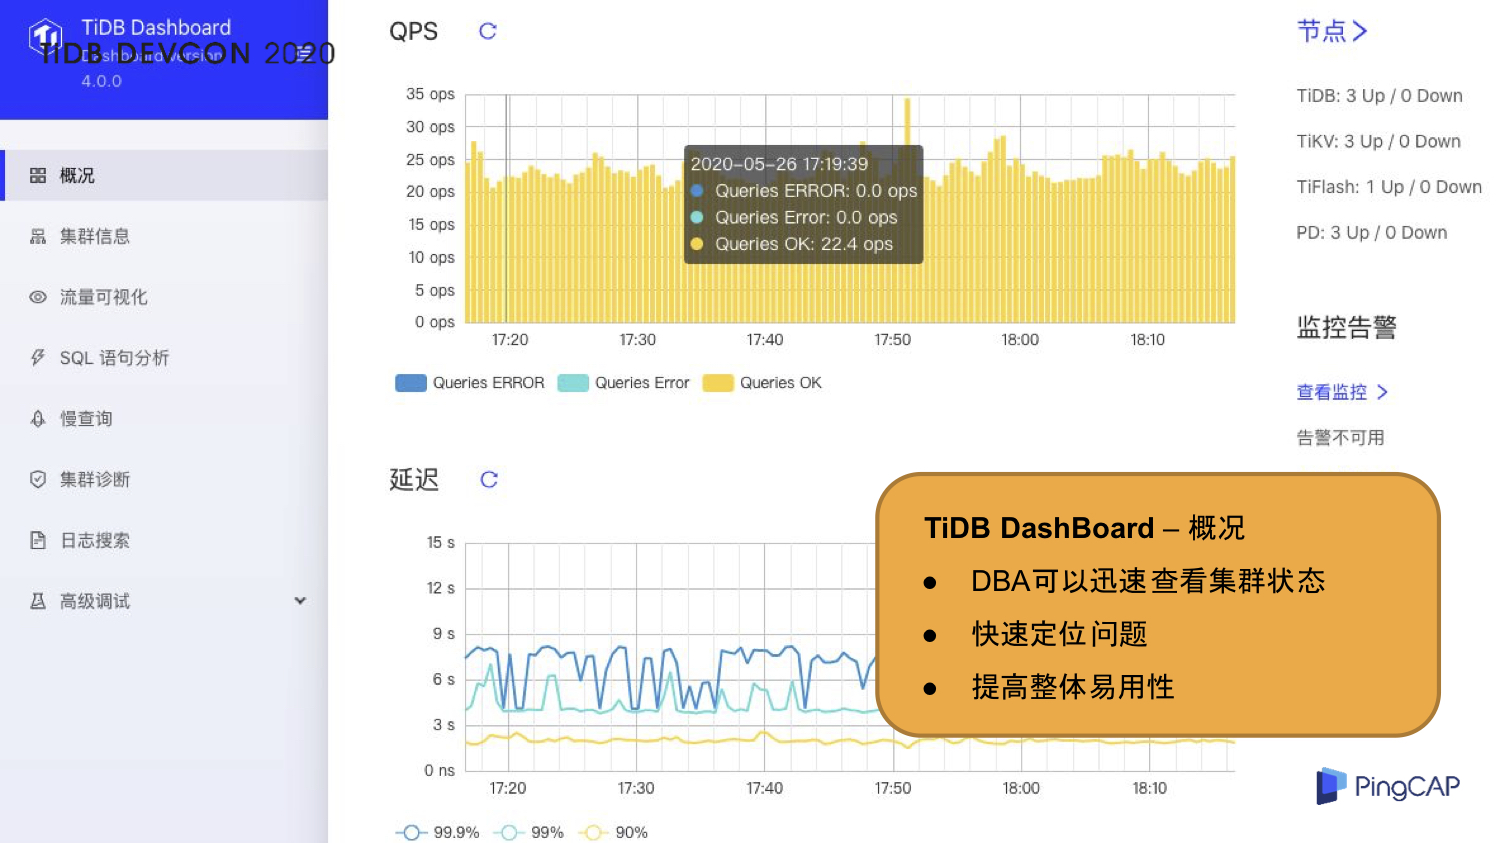 TiDB Dashboard
Dashboard version
4.0.0
TIDB DEVCON 2020
概况
集群信息
流量可视化
SQL 语句分析
慢查询
集群诊断
日志搜索
高级调试
QPS
35 ops
30 ops
25 ops
20 ops
15 ops
10 ops
5 ops
0 ops
2020-05-26 17:19:39
Queries ERROR: 0.0 ops
Queries Error: 0.0 ops
Queries OK: 22.4 ops
17:20 17:30 17:40 17:50 18:00 18:10
Queries ERROR Queries Error Queries OK
延迟
15 s
12 s
9 s
6 s
3 s
0 ns
17:20 17:30 17:40 17:50 18:00 18:10
99.9% 99% 90%
节点
TiDB: 3 Up / 0 Down
TiKV: 3 Up / 0 Down
TiFlash: 1 Up / 0 Down
PD: 3 Up / 0 Down
监控告警
查看监控
告警不可用
TiDB DashBoard – 概况
● DBA可以迅速查看集群状态
● 快速定位问题
● 提高整体易用性
PingCAP